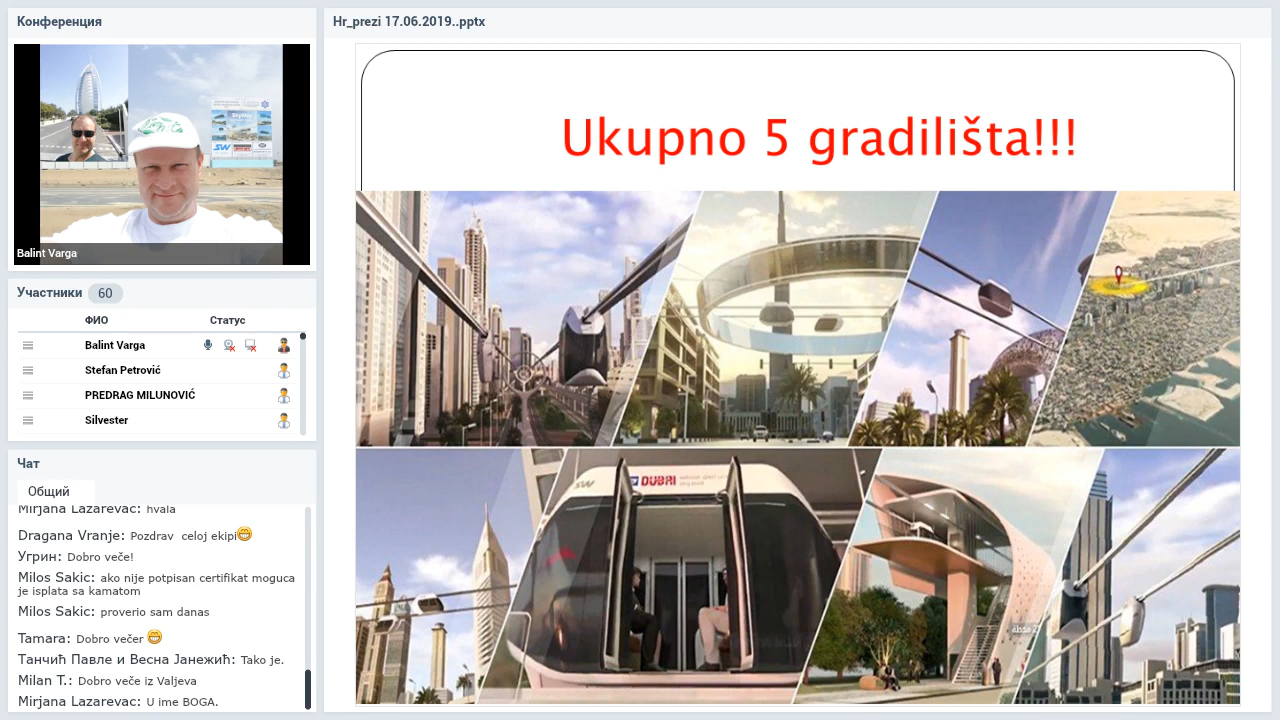 Конференция
Balint Varga
Участники 60
ФИО Статус
Balint Varga
Stefan Petrović
PREDRAG MILUNOVIĆ
Silvester
Чат
Общий
Mirjana Lazarevac: hvala
Dragana Vranje: Pozdrav celoj ekipi
Угрин: Dobro veče!
Milos Sakic: ako nije potpisan certifikat moguca
je isplata sa kamatom
Milos Sakic: proverio sam danas
Tamara: Dobro večer
Танчић Павле и Весна Јанежић: Tako je.
Milan T.: Dobro veče iz Valjeva
Mirjana Lazarevac: U ime BOGA.
Hr_prezi 17.06.2019..pptx
Ukupno 5 gradilišta!!!
SW
DUBAI